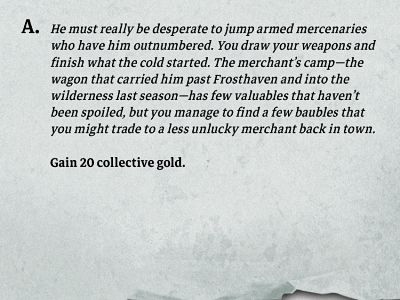 A. He must really be desperate to jump armed mercenaries
who have him outnumbered. You draw your weapons and
finish what the cold started. The merchant's camp—the
wagon that carried him past Frosthaven and into the
wilderness last season—has few valuables that haven't
been spoiled, but you manage to find a few baubles that
you might trade to a less unlucky merchant back in town.
Gain 20 collective gold.